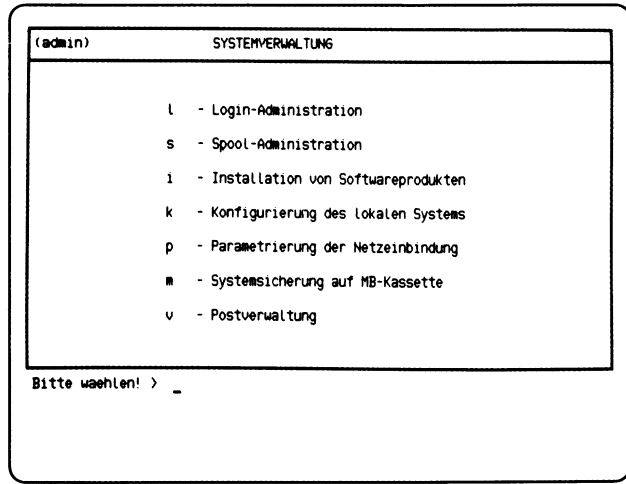 (admin) SYSTEMVERWALTUNG
l - Login-Administration
s - Spool-Administration
i - Installation von Softwareprodukten
k - Konfigurierung des lokalen Systems
p - Parametrierung der Netzeinbindung
m - Systemsicherung auf MB-Kassette
v - Postverwaltung
Bitte waehlen! > _